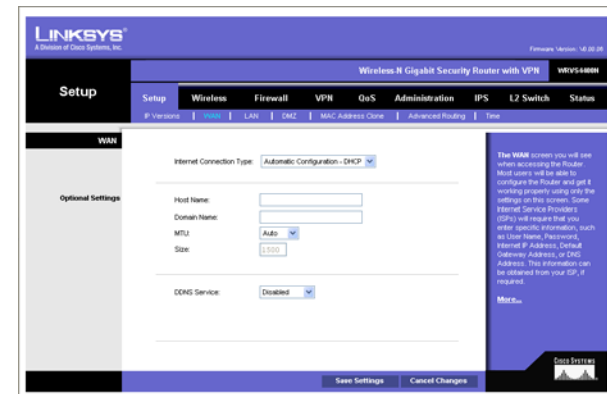 LINKSYS®
A Division of Cisco Systems, Inc.
Firmware Version: V0.00.26
Wireless-N Gigabit Security Router with VPN WRVS4400N
Setup
Setup Wireless Firewall VPN QoS Administration IPS L2 Switch Status
IP Versions | WAN | LAN | DMZ | MAC Address Clone | Advanced Routing | Time
WAN
Internet Connection Type: Automatic Configuration - DHCP
Optional Settings
Host Name:
Domain Name:
MTU: Auto
Size: 1500
DDNS Service: Disabled
The WAN screen you will see
when accessing the Router.
Most users will be able to
configure the Router and get it
working properly using only the
settings on this screen. Some
Internet Service Providers
(ISPs) will require that you
enter specific information, such
as User Name, Password,
Internet IP Address, Default
Gateway Address, or DNS
Address. This information can
be obtained from your ISP, if
required.
More...
Save Settings Cancel Changes
CISCO SYSTEMS